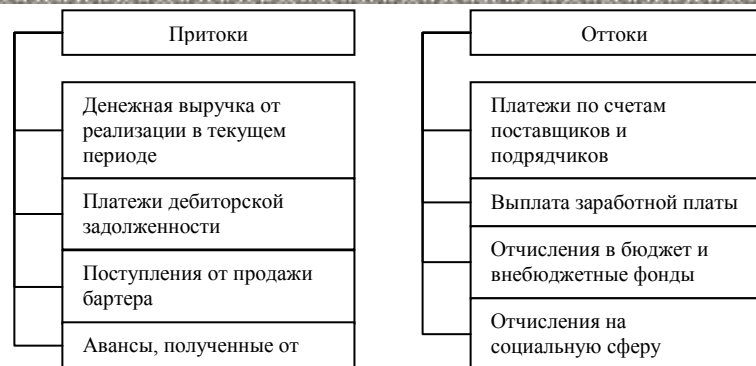 Притоки
Денежная выручка от
реализации в текущем
периоде
Платежи дебиторской
задолженности
Поступления от продажи
бартера
Авансы, полученные от
Оттоки
Платежи по счетам
поставщиков и
подрядчиков
Выплата заработной платы
Отчисления в бюджет и
внебюджетные фонды
Отчисления на
социальную сферу